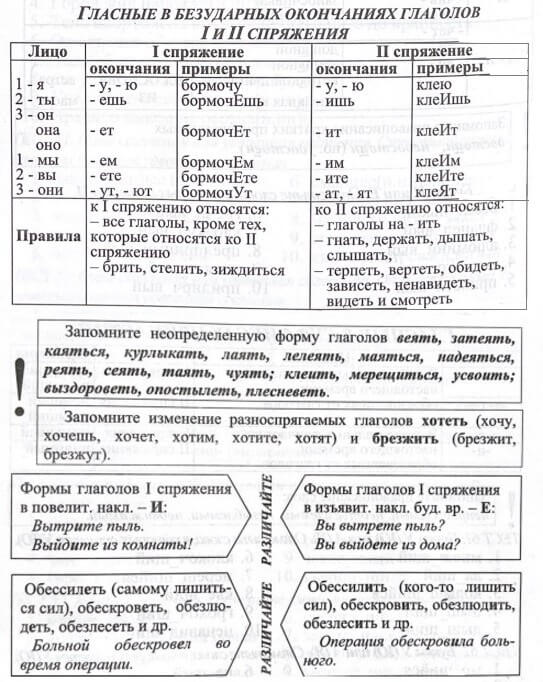 ГЛАСНЫЕ В БЕЗУДАРНЫХ ОКОНЧАНИЯХ ГЛАГОЛОВ
I И II СПРЯЖЕНИЯ
Лицо I спряжение II спряжение
окончания примеры окончания примеры
1 - я - у, - ю бормочу - у, - ю клею
2 - ты - ешь бормочЕшь - ишь клеИшь
3 - он
она - ет бормочЕт - ит клеИт
оно
1 - мы - ем бормочЕм - им клеИм
2 - вы - ете бормочЕте - ите клеИте
3 - они - ут, - ют бормочУт - ат, - ят клеЯт
Правила
к I спряжению относятся:
– все глаголы, кроме тех,
которые относятся ко II
спряжению
– брить, стелить, зиждиться
ко II спряжению относятся:
– глаголы на - ить
– гнать, держать, дышать,
слышать,
– терпеть, вертеть, обидеть,
зависеть, ненавидеть,
видеть и смотреть
!
Запомните неопределенную форму глаголов веять, затеять,
каяться, курлыкать, лаять, лелеять, маяться, надеяться,
реять, сеять, таять, чуять; клеить, мерещиться, усвоить;
выздороветь, опостылеть, плесневеть.
Запомните изменение разноспрягаемых глаголов хотеть (хочу,
хочешь, хочет, хотим, хотите, хотят) и брезжить (брезжит,
брезжут).
Формы глаголов I спряжения
в повелит. накл. – И:
Вытрите пыль.
Выйдите из комнаты!
РАЗЛИЧАЙТЕ
Формы глаголов I спряжения
в изъявит. накл. буд. вр. – Е:
Вы вытрете пыль?
Вы выйдете из дома?
Обессилеть (самому лишить-
ся сил), обескроветь, обезлю-
деть, обезлесеть и др.
Больной обескровел во
время операции.
РАЗЛИЧАЙТЕ
Обессилить (кого-то лишить
сил), обескровить, обезлюдить,
обезлесить и др.
Операция обескровила боль-
ного.